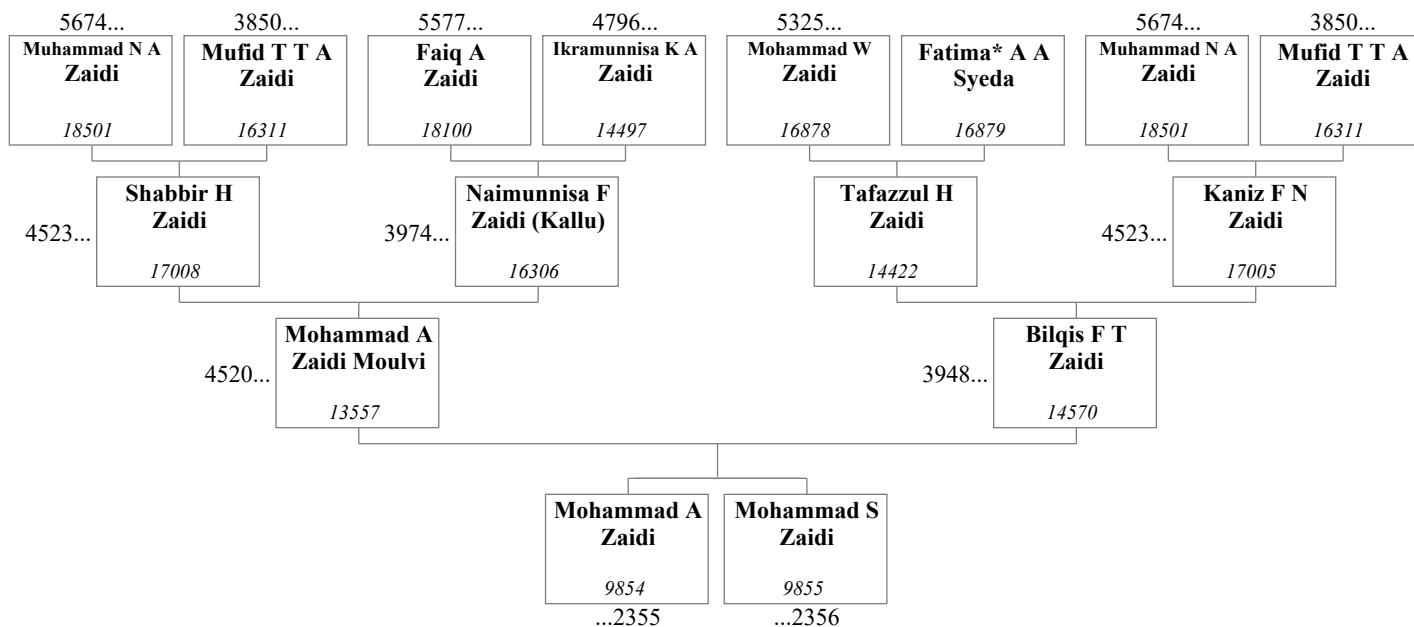 5674...
3850...
5577...
4796...
5325...
5674...
3850...
Muhammad N A
Zaidi
18501
Mufid T T A
Zaidi
16311
Faiq A
Zaidi
18100
Ikramunnisa K A
Zaidi
14497
Mohammad W
Zaidi
16878
Fatima* A A
Syeda
16879
Muhammad N A
Zaidi
18501
Mufid T T A
Zaidi
16311
4523...
Shabbir H
Zaidi
17008
3974...
Naimunnisa F
Zaidi (Kallu)
16306
Tafazzul H
Zaidi
14422
4523...
Kaniz F N
Zaidi
17005
4520...
Mohammad A
Zaidi Moulvi
13557
3948...
Bilqis F T
Zaidi
14570
Mohammad A
Zaidi
9854
...2355
Mohammad S
Zaidi
9855
...2356